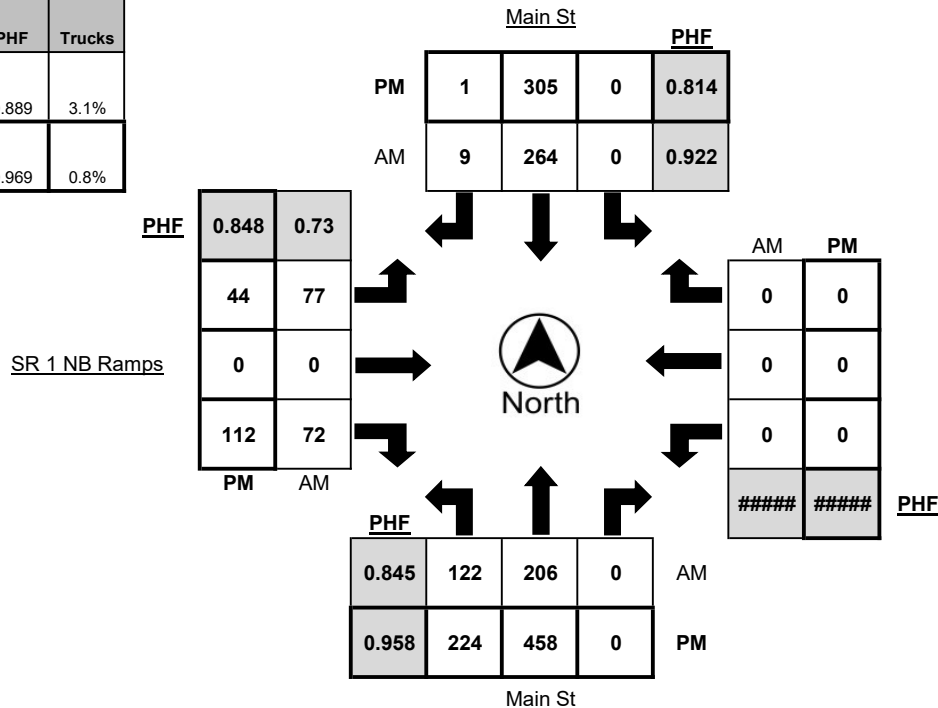 Main St
PHF
Trucks
PHF
PM 1 305 0 0.814
.889 3.1%
AM 9 264 0 0.922
.969 0.8%
PHF 0.848 0.73
AM PM
44 77
0 0
SR 1 NB Ramps
0 0
0 0
North
112 72
0 0
PM AM
##### ##### PHF
PHF
0.845 122 206 0 AM
0.958 224 458 0 PM
Main St